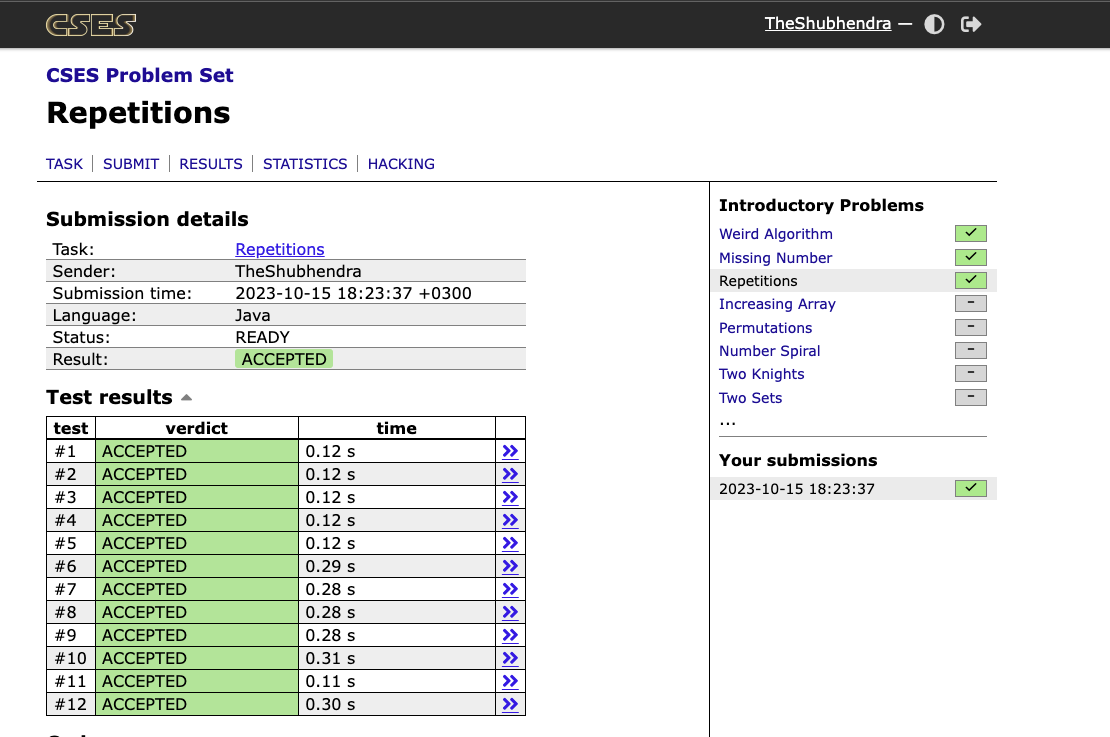 CSES
TheShubhendra —
CSES Problem Set
Repetitions
TASK | SUBMIT | RESULTS | STATISTICS | HACKING
Submission details
Task: Repetitions
Sender: TheShubhendra
Submission time: 2023-10-15 18:23:37 +0300
Language: Java
Status: READY
Result: ACCEPTED
Test results
test verdict time
#1 ACCEPTED 0.12 s
#2 ACCEPTED 0.12 s
#3 ACCEPTED 0.12 s
#4 ACCEPTED 0.12 s
#5 ACCEPTED 0.12 s
#6 ACCEPTED 0.29 s
#7 ACCEPTED 0.28 s
#8 ACCEPTED 0.28 s
#9 ACCEPTED 0.28 s
#10 ACCEPTED 0.31 s
#11 ACCEPTED 0.11 s
#12 ACCEPTED 0.30 s
Introductory Problems
Weird Algorithm
Missing Number
Repetitions
Increasing Array –
Permutations –
Number Spiral –
Two Knights –
Two Sets –
...
Your submissions
2023-10-15 18:23:37